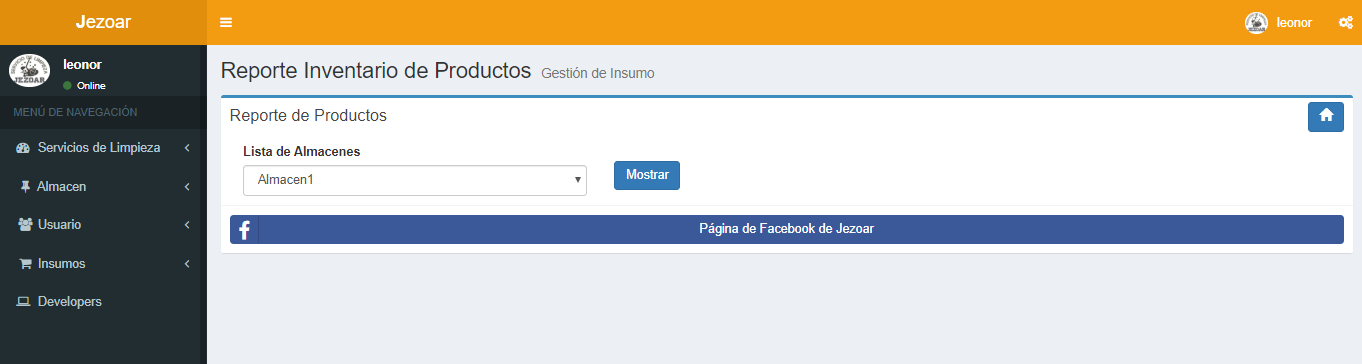 Jezoar
leonor
leonor
Online
MENÚ DE NAVEGACIÓN
Servicios de Limpieza
Almacen
Usuario
Insumos
Developers
Reporte Inventario de Productos Gestión de Insumo
Reporte de Productos
Lista de Almacenes
Almacen1
Mostrar
Página de Facebook de Jezoar